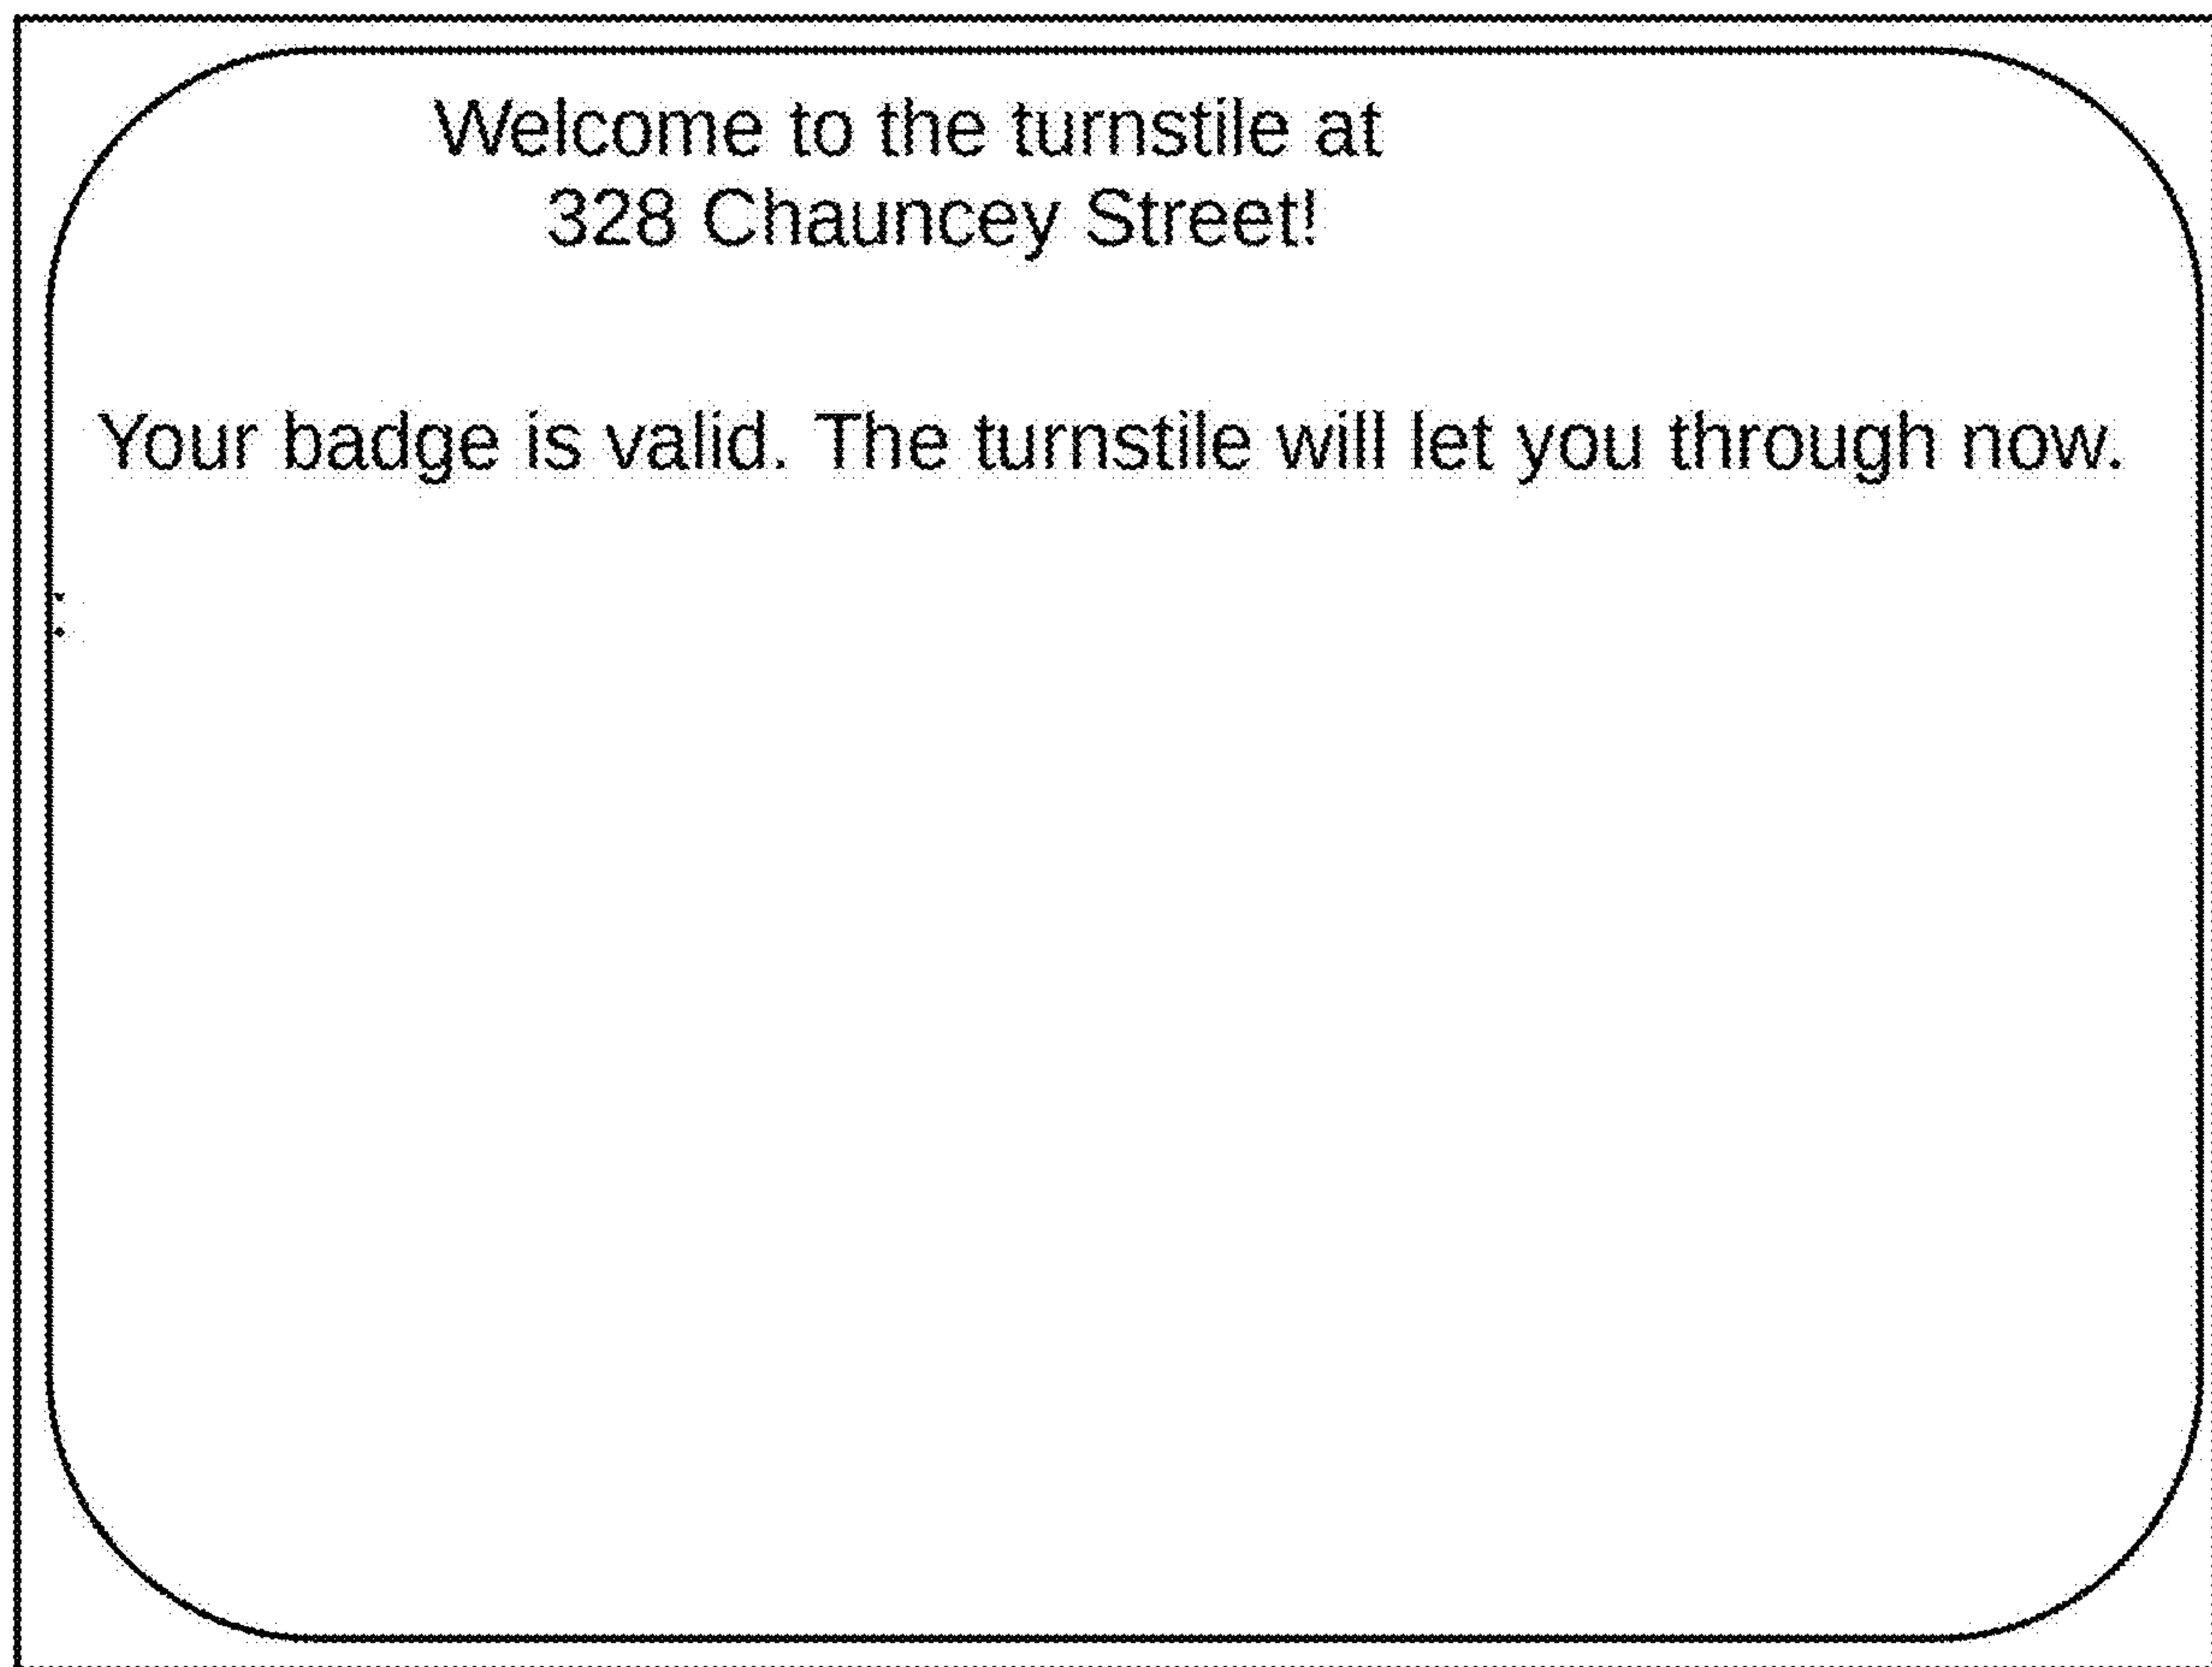 Welcome to the turnstile at
328 Chauncey Street!
Your badge is valid. The turnstile will let you through now.